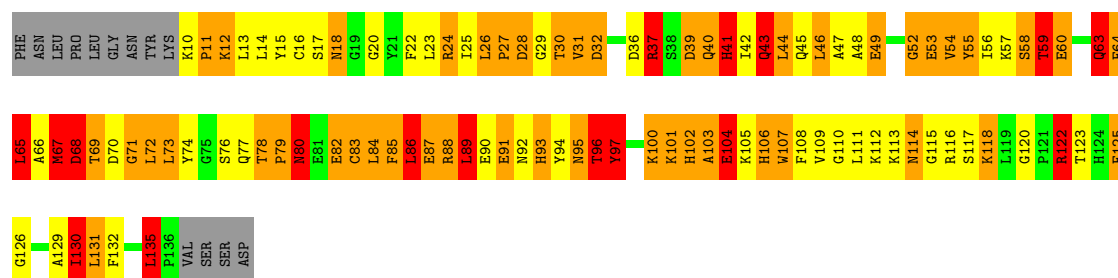 PHE ASN LEU PRO LEU GLY ASN TYR LYS K10 P11 K12 L13 L14 Y15 C16 S17 N18 G19 G20 Y21 F22 L23 R24 I25 L26 P27 D28 G29 T30 V31 D32 D36 R37 S38 D39 Q40 H41 I42 Q43 L44 Q45 L46 A47 A48 E49 G52 E53 V54 Y55 I56 K57 S58 T59 E60 Q63
L65 A66 M67 D68 T69 D70 G71 L72 L73 Y74 G75 S76 Q77 T78 P79 N80 E81 E82 C83 L84 F85 L86 E87 R88 L89 E90 E91 N92 H93 Y94 N95 T96 Y97 K100 K101 H102 A103 E104 K105 H106 W107 F108 V109 G110 L111 K112 K113 N114 G115 R116 S117 K118 L119 G120 P121 R122 T123 H124
G126 A129 I130 L131 F132 L135 P136 VAL SER SER ASP